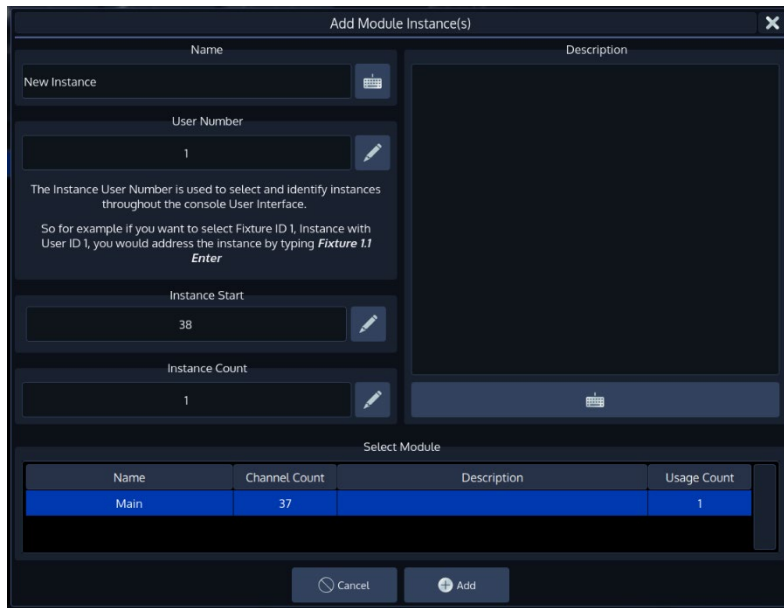 Add Module Instance(s)
Name
New Instance
User Number
1
The Instance User Number is used to select and identify instances
throughout the console User Interface.
So for example if you want to select Fixture ID 1, Instance with
User ID 1, you would address the instance by typing Fixture 1.1
Enter
Instance Start
38
Instance Count
1
Description
Select Module
Name Channel Count Description Usage Count
Main 37 1
Cancel Add